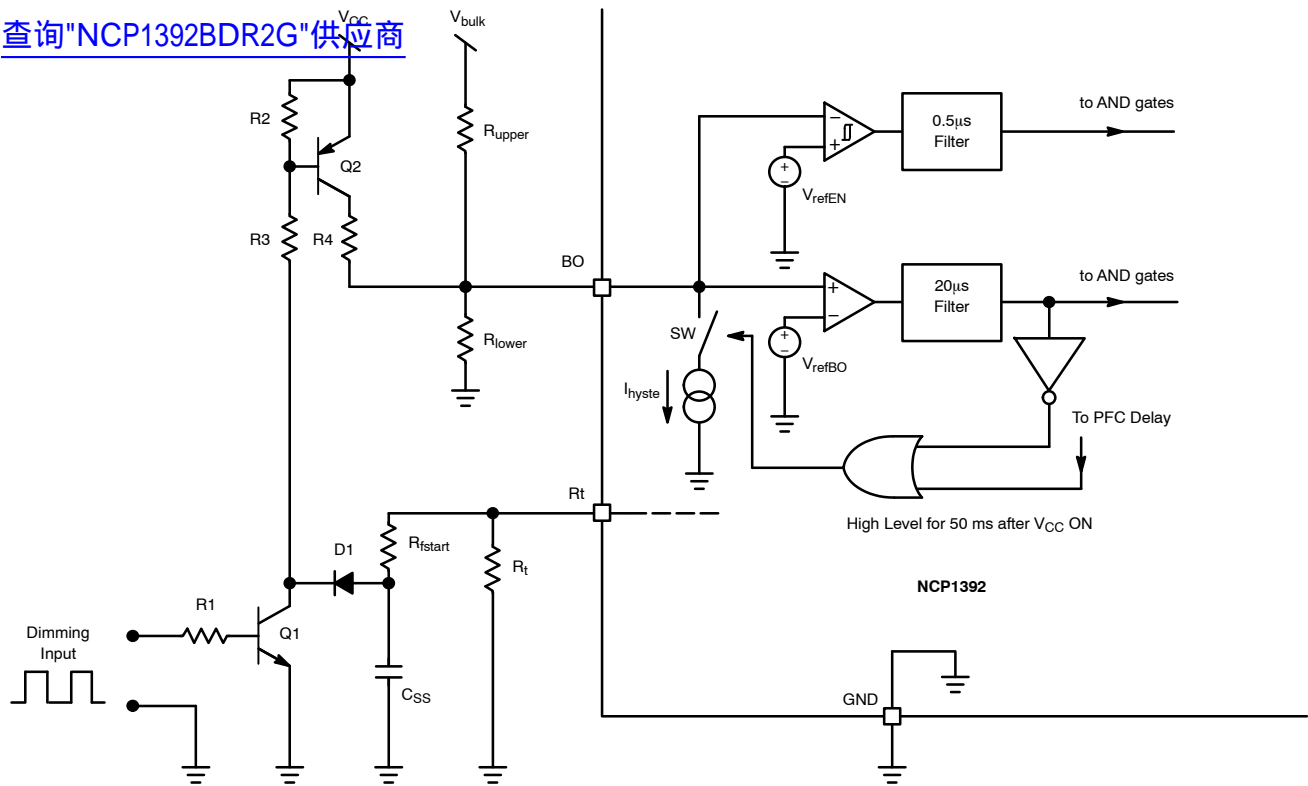 查询"NCP1392BDR2G"供应商
VCC
Vbulk
R2
Q2
R3
R4
Rupper
Rlower
BO
Rt
SW
Ihyste
−
+
+
−
VrefEN
0.5μs
Filter
to AND gates
+
−
+
−
VrefBO
20μs
Filter
to AND gates
To PFC Delay
High Level for 50 ms after VCC ON
NCP1392
GND
D1
Rfstart
Rt
R1
Q1
CSS
Dimming
Input